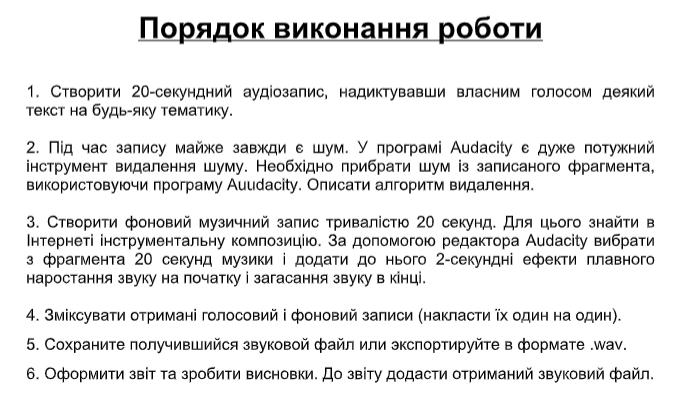 Порядок виконання роботи
1. Створити 20-секундний аудіозапис, надиктувавши власним голосом деякий
текст на будь-яку тематику.
2. Під час запису майже завжди є шум. У програмі Audacity є дуже потужний
інструмент видалення шуму. Необхідно прибрати шум із записаного фрагмента,
використовуючи програму Auudacity. Описати алгоритм видалення.
3. Створити фоновий музичний запис тривалістю 20 секунд. Для цього знайти в
Інтернеті інструментальну композицію. За допомогою редактора Audacity вибрати
з фрагмента 20 секунд музики і додати до нього 2-секундні ефекти плавного
наростання звуку на початку і загасання звуку в кінці.
4. Зміксувати отримані голосовий і фоновий записи (накласти їх один на один).
5. Сохраните получившийся звуковой файл или экспортируйте в формате .wav.
6. Оформити звіт та зробити висновки. До звіту додасти отриманий звуковий файл.